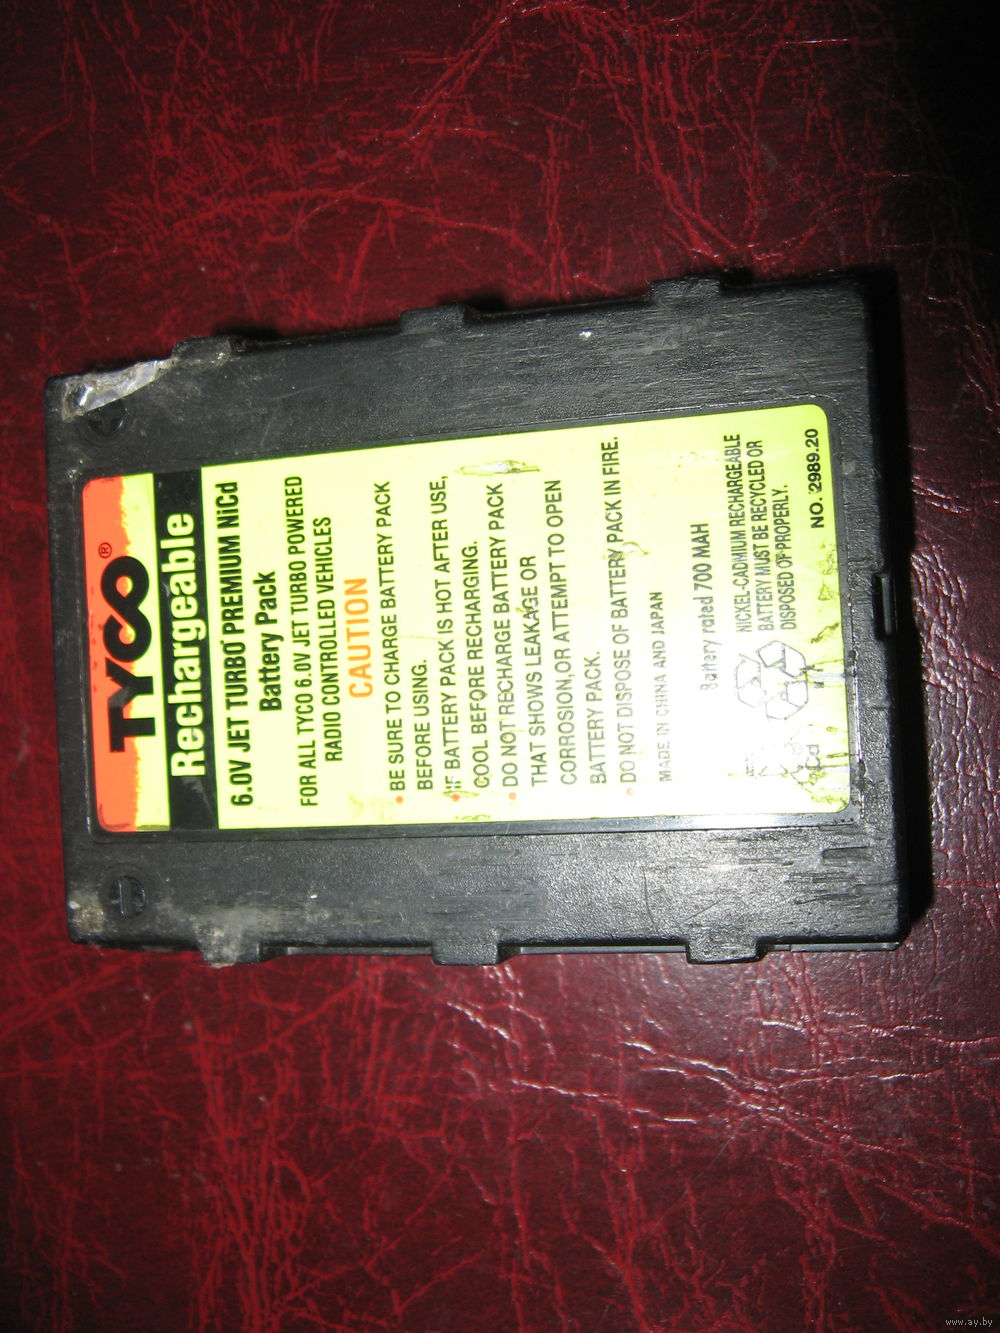 TYCO®
Rechargeable
6.0V JET TURBO PREMIUM NiCd
Battery Pack
FOR ALL TYCO 6.0V JET TURBO POWERED
RADIO CONTROLLED VEHICLES
CAUTION
• BE SURE TO CHARGE BATTERY PACK
BEFORE USING.
• IF BATTERY PACK IS HOT AFTER USE,
COOL BEFORE RECHARGING.
• DO NOT RECHARGE BATTERY PACK
THAT SHOWS LEAKAGE OR
CORROSION,OR ATTEMPT TO OPEN
BATTERY PACK.
• DO NOT DISPOSE OF BATTERY PACK IN FIRE.
MADE IN CHINA AND JAPAN
Battery rated 700 MAH
NICKEL-CADMIUM RECHARGEABLE
BATTERY MUST BE RECYCLED OR
DISPOSED OF PROPERLY.
Cd
NO. 2989.20
www.ay.by